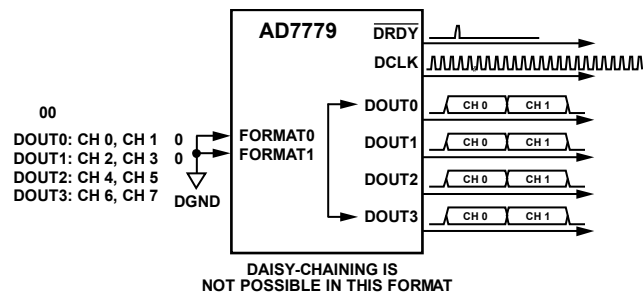 AD7779
DRDY
DCLK
00
DOUT0: CH 0, CH 1 0
DOUT1: CH 2, CH 3 0
DOUT2: CH 4, CH 5
DOUT3: CH 6, CH 7
FORMAT0
FORMAT1
DGND
DOUT0
CH 0 CH 1
DOUT1
CH 0 CH 1
DOUT2
CH 0 CH 1
DOUT3
CH 0 CH 1
DAISY-CHAINING IS
NOT POSSIBLE IN THIS FORMAT